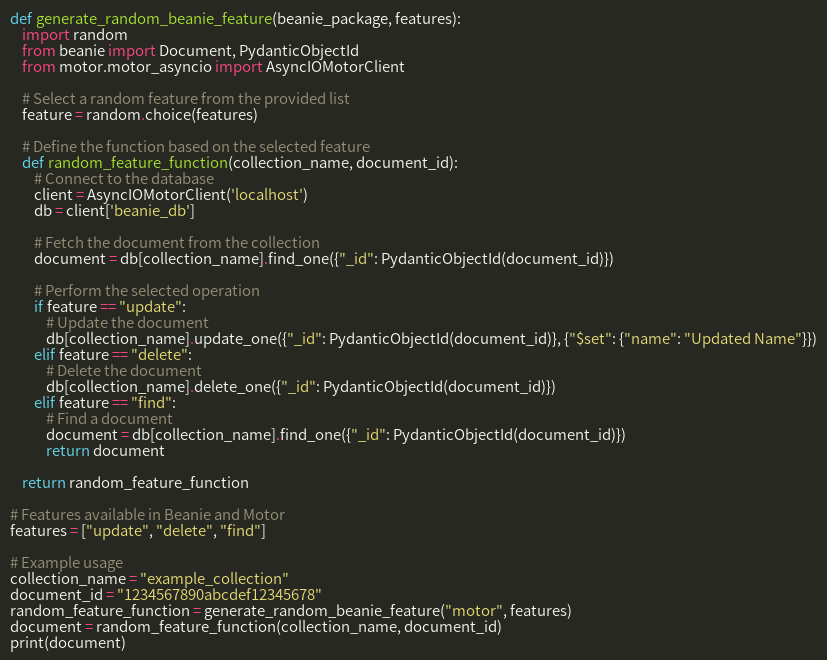 def generate_random_beanie_feature(beanie_package, features):
    import random
    from beanie import Document, PydanticObjectId
    from motor.motor_asyncio import AsyncIOMotorClient

    # Select a random feature from the provided list
    feature = random.choice(features)

    # Define the function based on the selected feature
    def random_feature_function(collection_name, document_id):
        # Connect to the database
        client = AsyncIOMotorClient('localhost')
        db = client['beanie_db']

        # Fetch the document from the collection
        document = db[collection_name].find_one({"_id": PydanticObjectId(document_id)})

        # Perform the selected operation
        if feature == "update":
            # Update the document
            db[collection_name].update_one({"_id": PydanticObjectId(document_id)}, {"$set": {"name": "Updated Name"}})
        elif feature == "delete":
            # Delete the document
            db[collection_name].delete_one({"_id": PydanticObjectId(document_id)})
        elif feature == "find":
            # Find a document
            document = db[collection_name].find_one({"_id": PydanticObjectId(document_id)})
            return document

    return random_feature_function

# Features available in Beanie and Motor
features = ["update", "delete", "find"]

# Example usage
collection_name = "example_collection"
document_id = "1234567890abcdef12345678"
random_feature_function = generate_random_beanie_feature("motor", features)
document = random_feature_function(collection_name, document_id)
print(document)